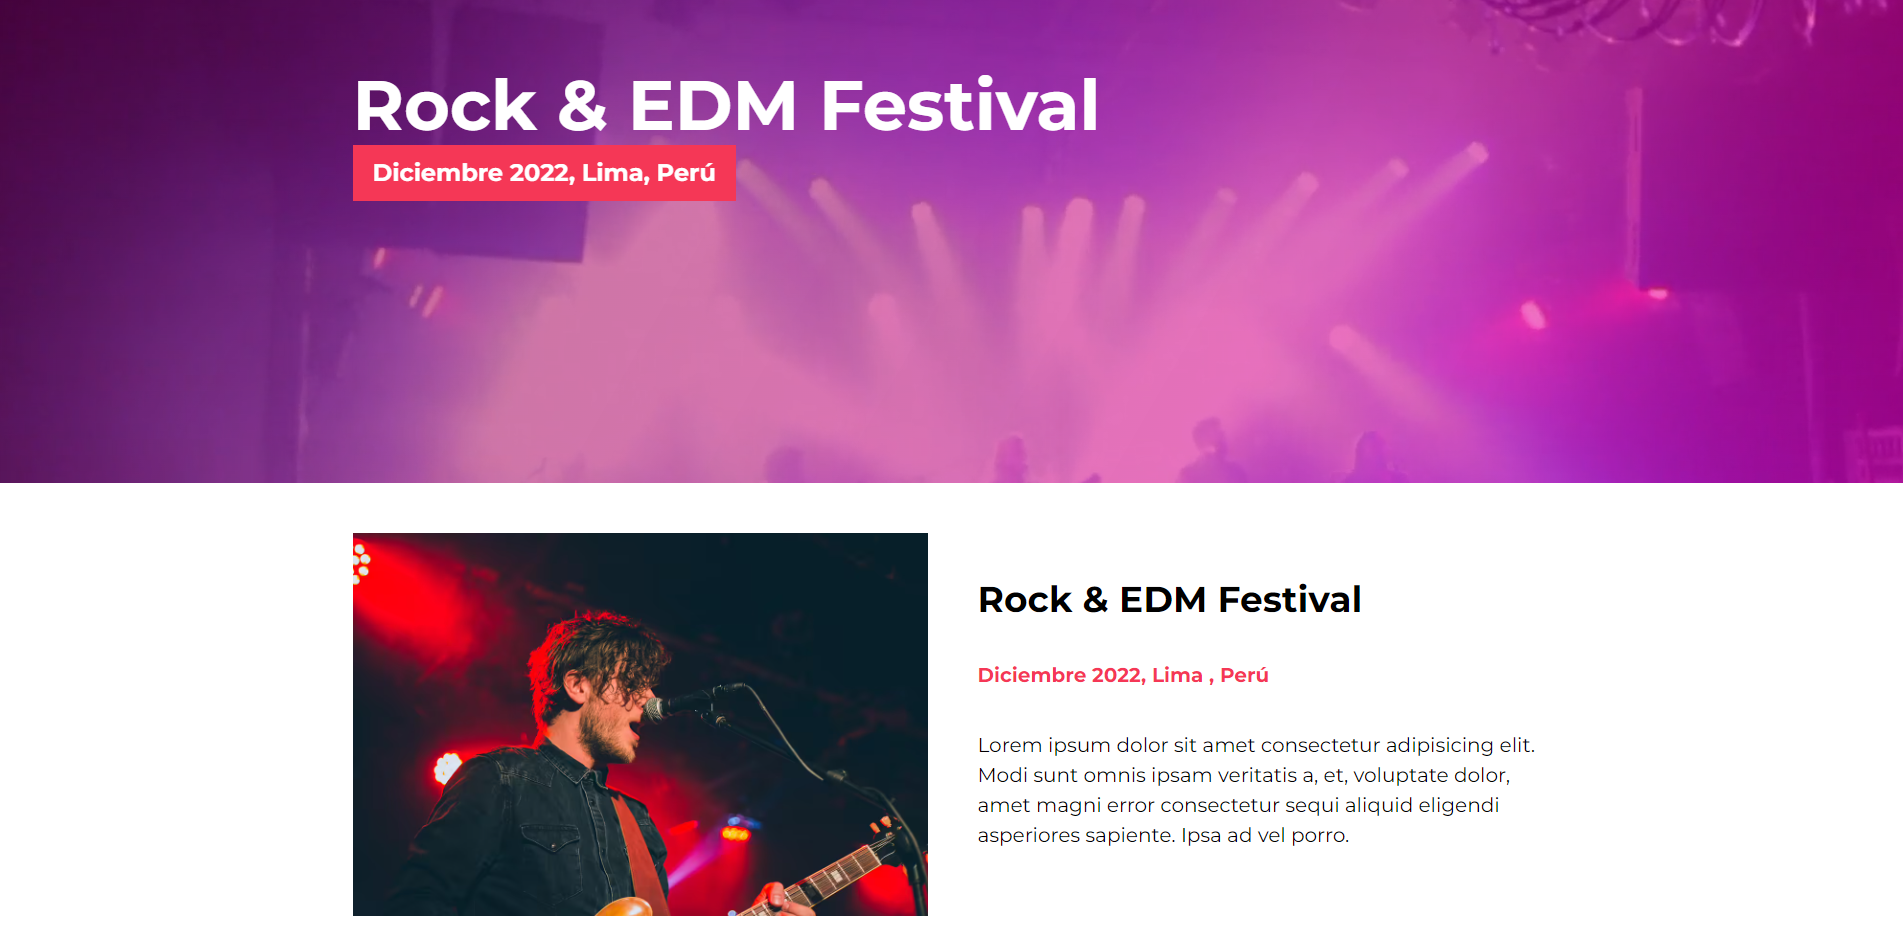 Rock & EDM Festival
Diciembre 2022, Lima, Perú
Rock & EDM Festival
Diciembre 2022, Lima , Perú
Lorem ipsum dolor sit amet consectetur adipisicing elit.
Modi sunt omnis ipsam veritatis a, et, voluptate dolor,
amet magni error consectetur sequi aliquid eligendi
asperiores sapiente. Ipsa ad vel porro.